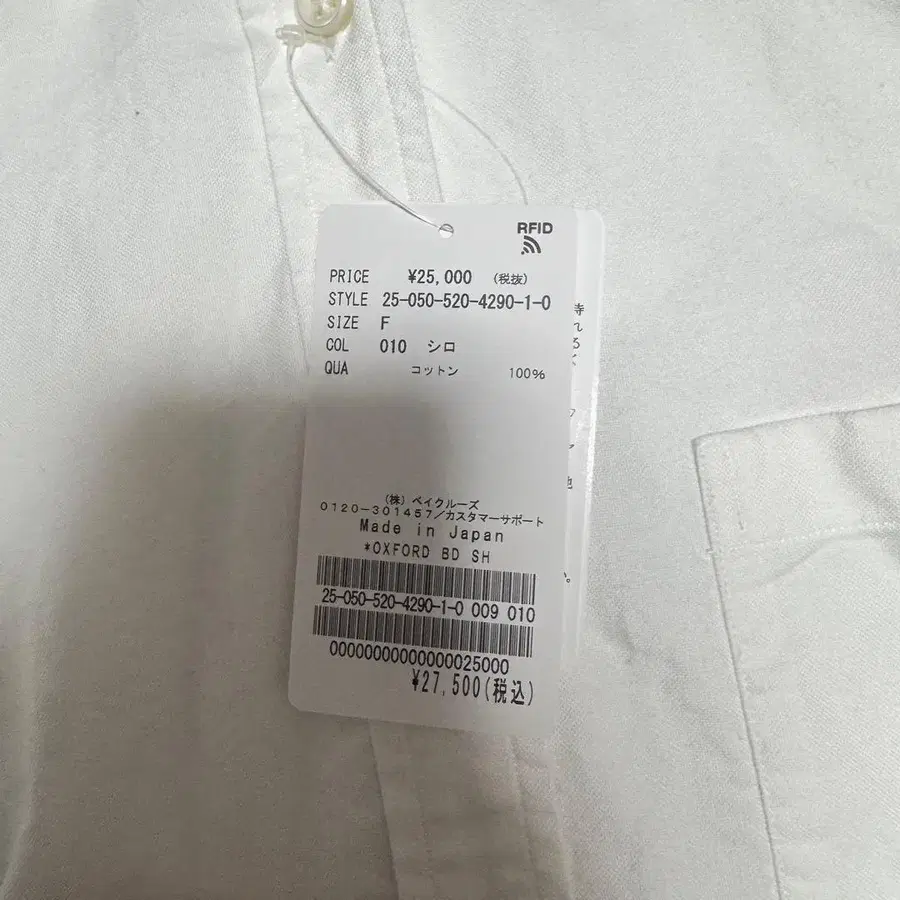 RFID
PRICE ¥25,000 (税抜)
STYLE 25-050-520-4290-1-0
SIZE F
COL 010 シロ
QUA コットン 100%
(株)ベイクルーズ
0120-301457/カスタマーサポート
Made in Japan
*OXFORD BD SH
25-050-520-4290-1-0 009 010
00000000000000025000
¥27,500(税込)